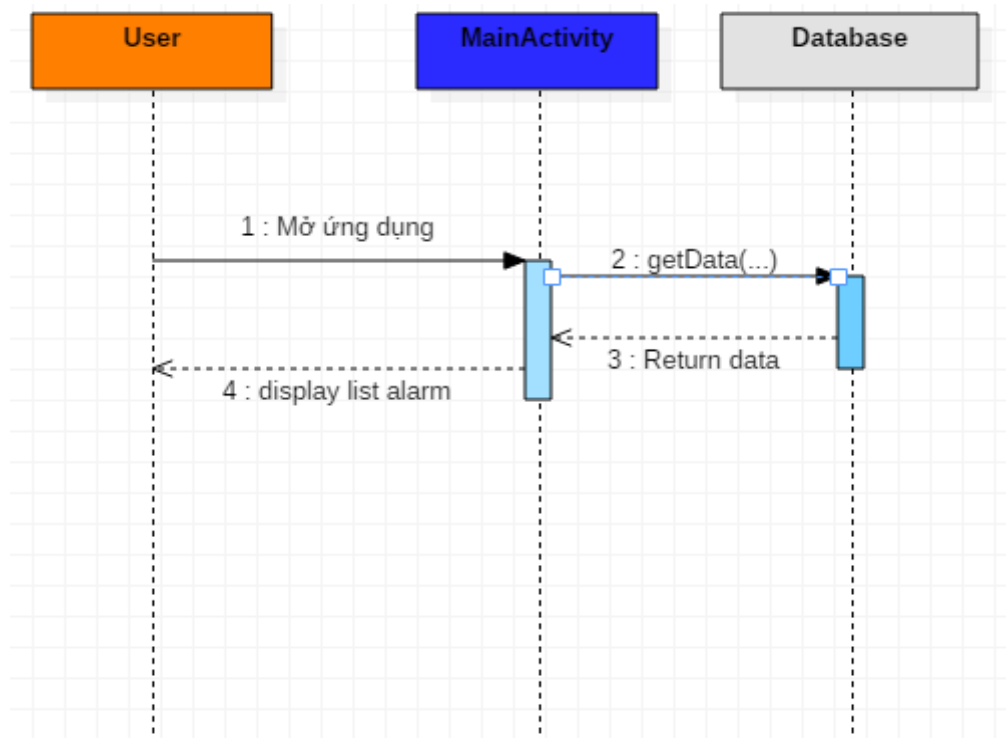 User
MainActivity
Database
1 : Mở ứng dụng
2 : getData(...)
3 : Return data
4 : display list alarm